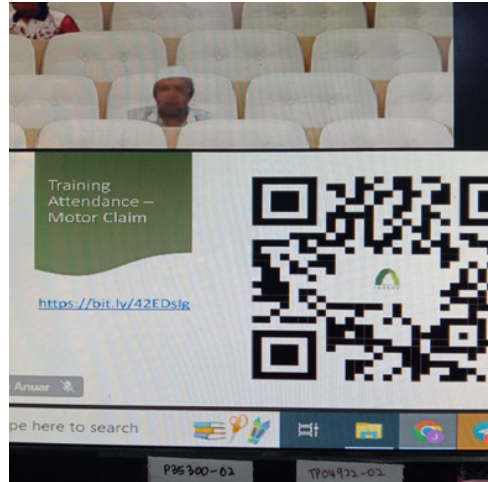 Training
Attendance –
Motor Claim
https://bit.ly/42EDslg
Anuar
pe here to search
P35300-02
TP04922-02